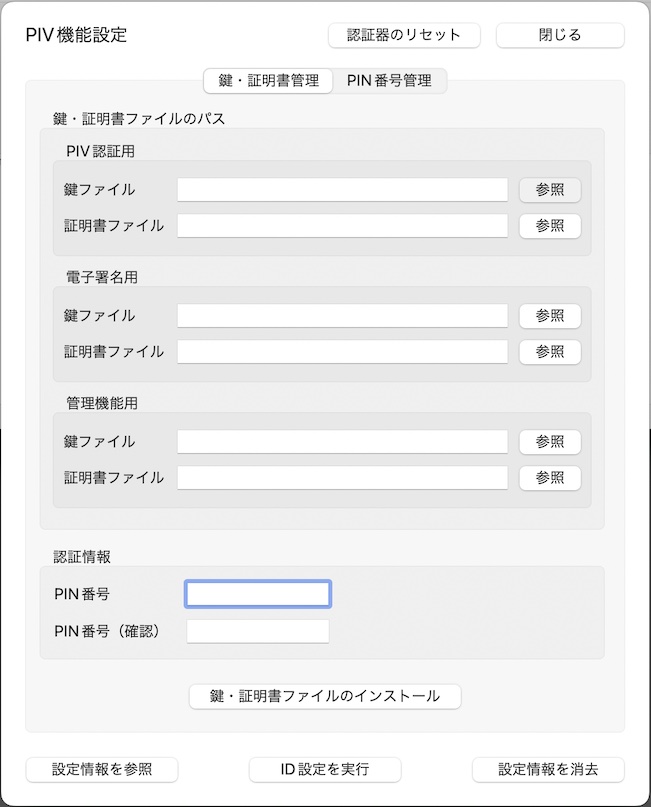 PIV機能設定
認証器のリセット
閉じる
鍵・証明書管理
PIN番号管理
鍵・証明書ファイルのパス
PIV認証用
鍵ファイル
参照
証明書ファイル
参照
電子署名用
鍵ファイル
参照
証明書ファイル
参照
管理機能用
鍵ファイル
参照
証明書ファイル
参照
認証情報
PIN番号
PIN番号（確認）
鍵・証明書ファイルのインストール
設定情報を参照
ID設定を実行
設定情報を消去